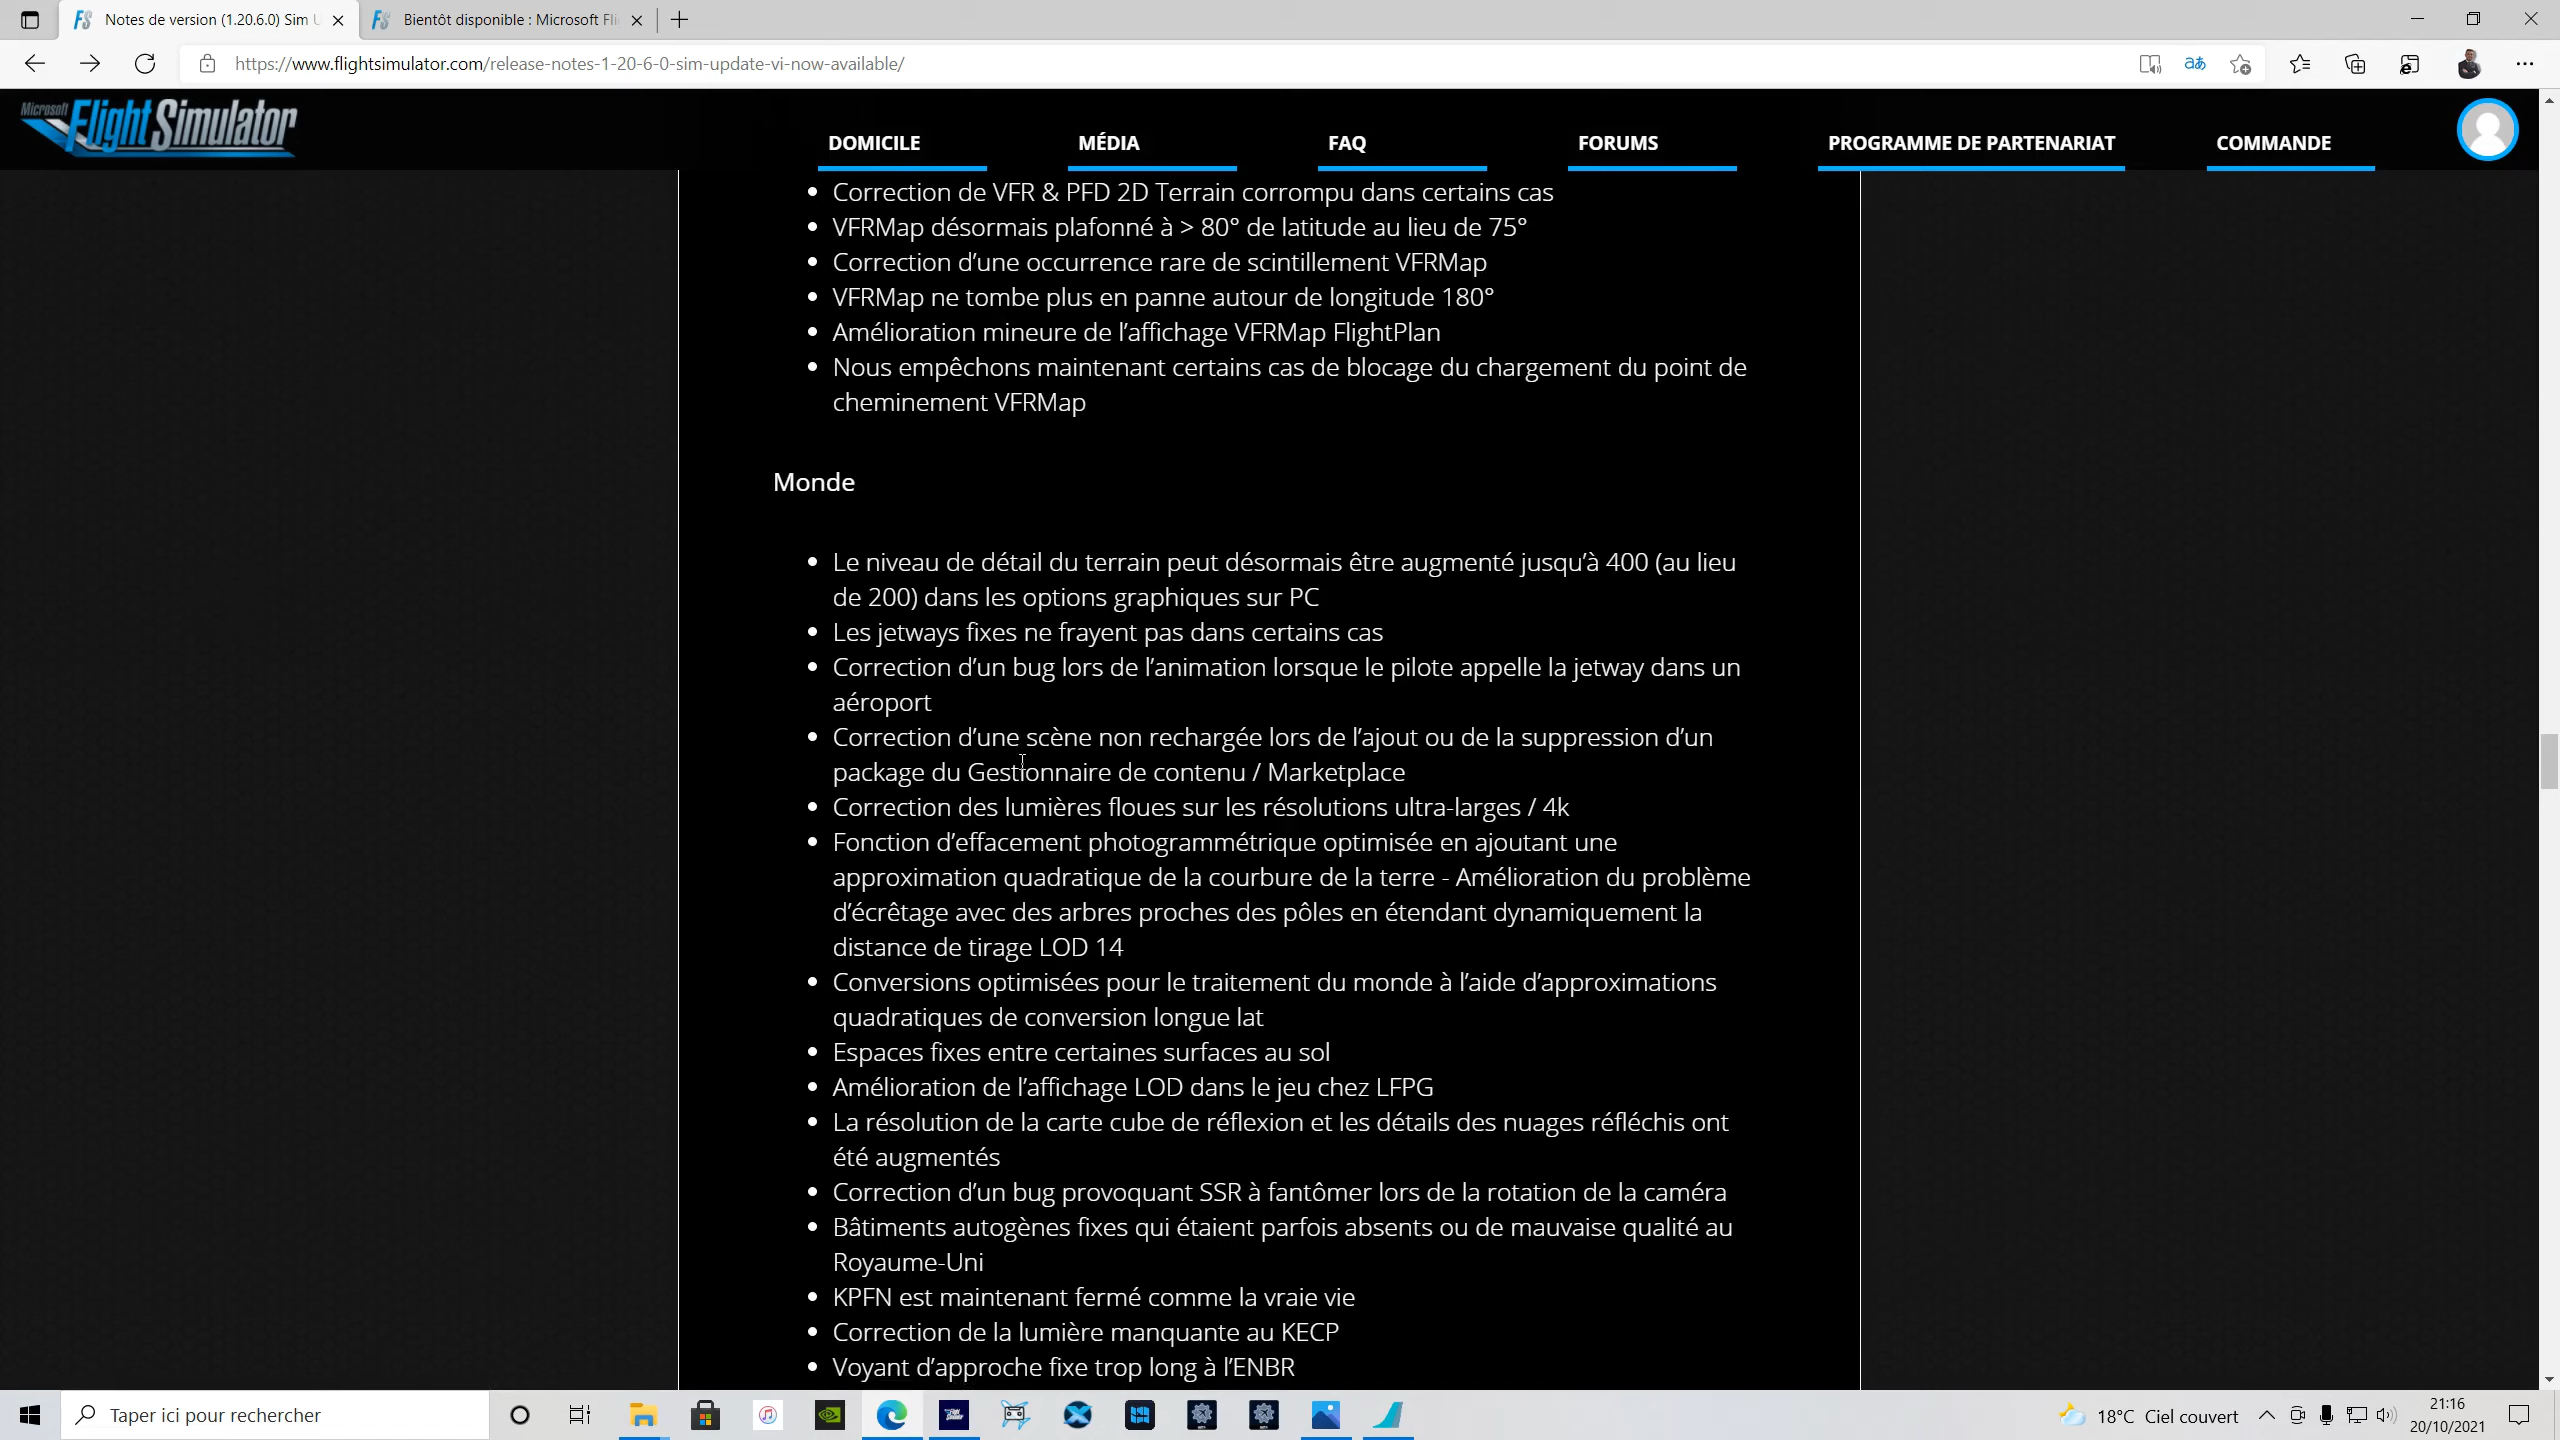 Notes de version (1.20.6.0) Sim U
Bientôt disponible : Microsoft Fli
https://www.flightsimulator.com/release-notes-1-20-6-0-sim-update-vi-now-available/
Microsoft
Flight Simulator
DOMICILE
MÉDIA
FAQ
FORUMS
PROGRAMME DE PARTENARIAT
COMMANDE
• Correction de VFR & PFD 2D Terrain corrompu dans certains cas
• VFRMap désormais plafonné à > 80° de latitude au lieu de 75°
• Correction d’une occurrence rare de scintillement VFRMap
• VFRMap ne tombe plus en panne autour de longitude 180°
• Amélioration mineure de l’affichage VFRMap FlightPlan
• Nous empêchons maintenant certains cas de blocage du chargement du point de
cheminement VFRMap
Monde
• Le niveau de détail du terrain peut désormais être augmenté jusqu’à 400 (au lieu
de 200) dans les options graphiques sur PC
• Les jetways fixes ne frayent pas dans certains cas
• Correction d’un bug lors de l’animation lorsque le pilote appelle la jetway dans un
aéroport
• Correction d’une scène non rechargée lors de l’ajout ou de la suppression d’un
package du Gestionnaire de contenu / Marketplace
• Correction des lumières floues sur les résolutions ultra-larges / 4k
• Fonction d’effacement photogrammétrique optimisée en ajoutant une
approximation quadratique de la courbure de la terre - Amélioration du problème
d’écrêtage avec des arbres proches des pôles en étendant dynamiquement la
distance de tirage LOD 14
• Conversions optimisées pour le traitement du monde à l’aide d’approximations
quadratiques de conversion longue lat
• Espaces fixes entre certaines surfaces au sol
• Amélioration de l’affichage LOD dans le jeu chez LFPG
• La résolution de la carte cube de réflexion et les détails des nuages réfléchis ont
été augmentés
• Correction d’un bug provoquant SSR à fantômer lors de la rotation de la caméra
• Bâtiments autogènes fixes qui étaient parfois absents ou de mauvaise qualité au
Royaume-Uni
• KPFN est maintenant fermé comme la vraie vie
• Correction de la lumière manquante au KECP
• Voyant d’approche fixe trop long à l’ENBR
Taper ici pour rechercher
18°C Ciel couvert
21:16
20/10/2021